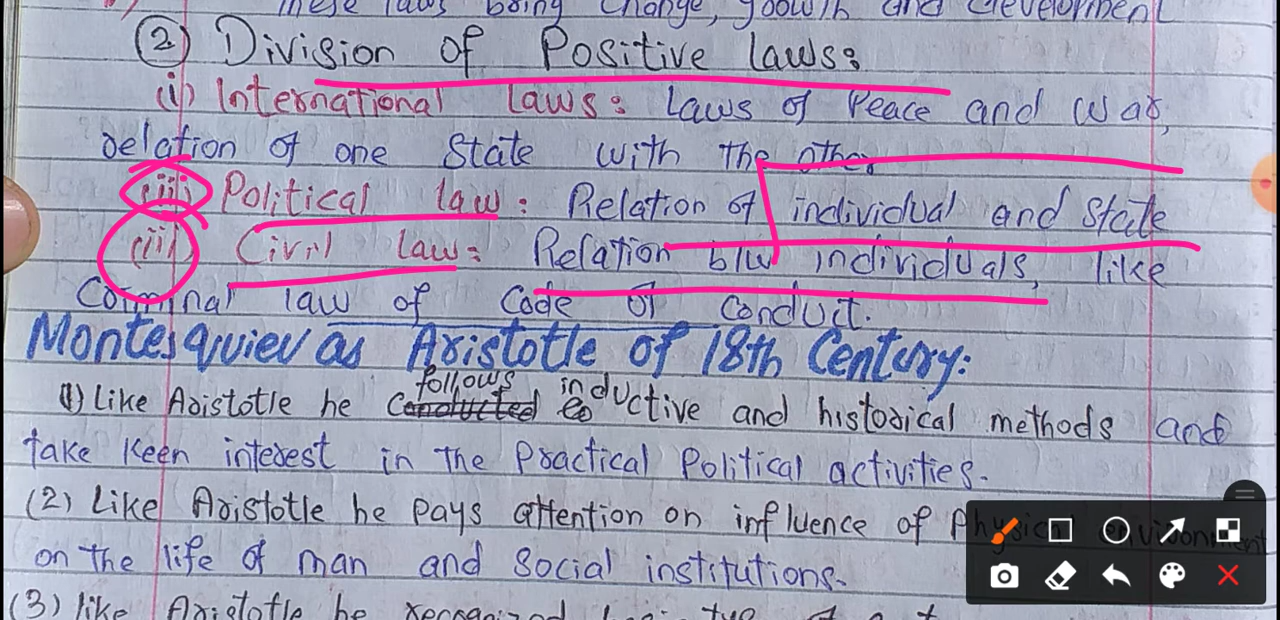 These laws bring change, growth and development
(2) Division of Positive laws:
(i) International laws: laws of Peace and war,
relation of one State with the other
(ii) Political law: Relation of individual and State
(iii) Civil law: Relation b/w individuals, like
Criminal law of Code of conduct.
Montesquieu as Aristotle of 18th Century:
(1) Like Aristotle he follows inductive and historical methods and
take keen interest in the Practical Political activities.
(2) Like Aristotle he pays attention on influence of Physical environment
on the life of man and Social institutions.
(3) like Aristotle he recognized